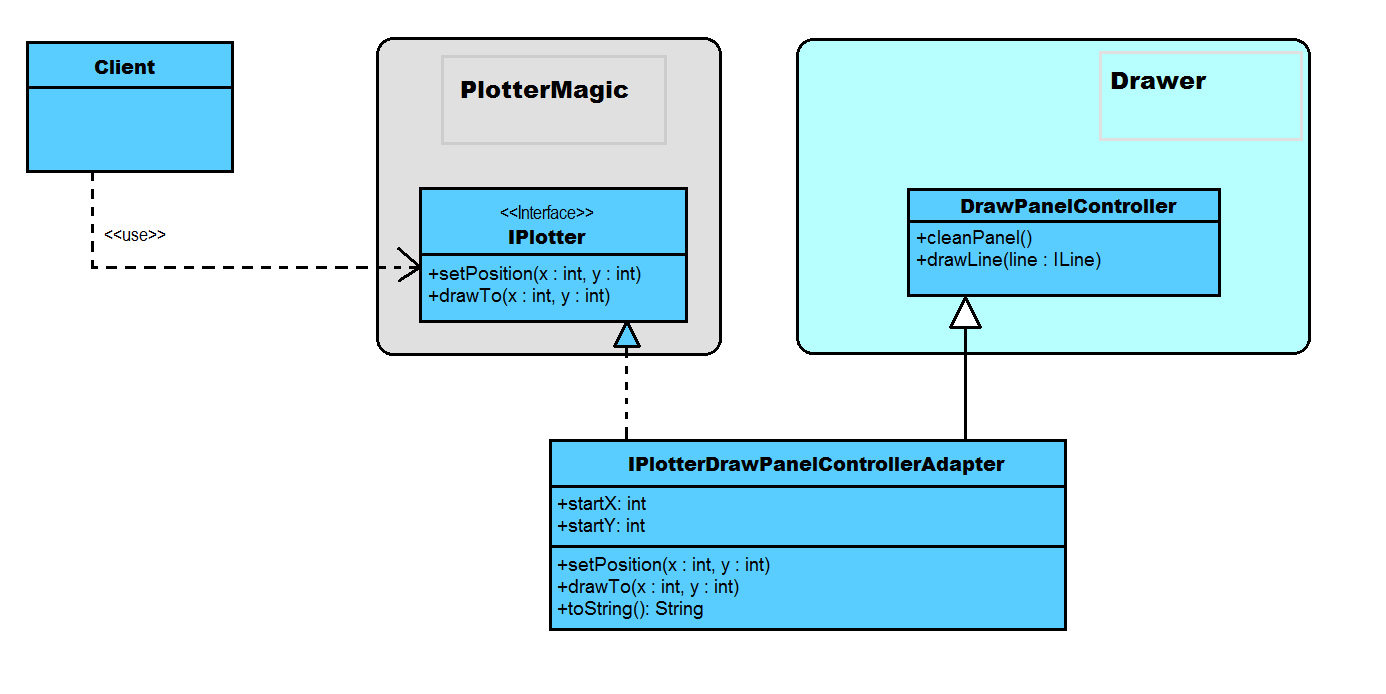 Client
<<use>>
PlotterMagic
<<Interface>>
IPlotter
+setPosition(x : int, y : int)
+drawTo(x : int, y : int)
Drawer
DrawPanelController
+cleanPanel()
+drawLine(line : ILine)
IPlotterDrawPanelControllerAdapter
+startX: int
+startY: int
+setPosition(x : int, y : int)
+drawTo(x : int, y : int)
+toString(): String